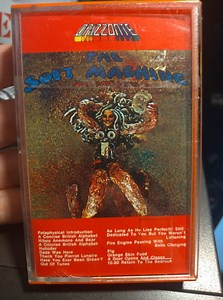 ORIZZONTE
THE
SOFT MACHINE
Pataphysical Introduction
A Concise British Alphabet
Hibou Anemone And Bear
A Concise British Alphabet
Hulloder
Dada Was Here
Thank You Pierrot Lunaire
Have You Ever Bean Green?
Out Of Tunes
As Long As He Lies Perfectl Still
Dedicated To You But You Weren't
Listening
Fire Engine Passing With
Bells Clanging
Pig
Orange Skin Food
A Door Opens And Closes
10.30 Return To The Bedroom